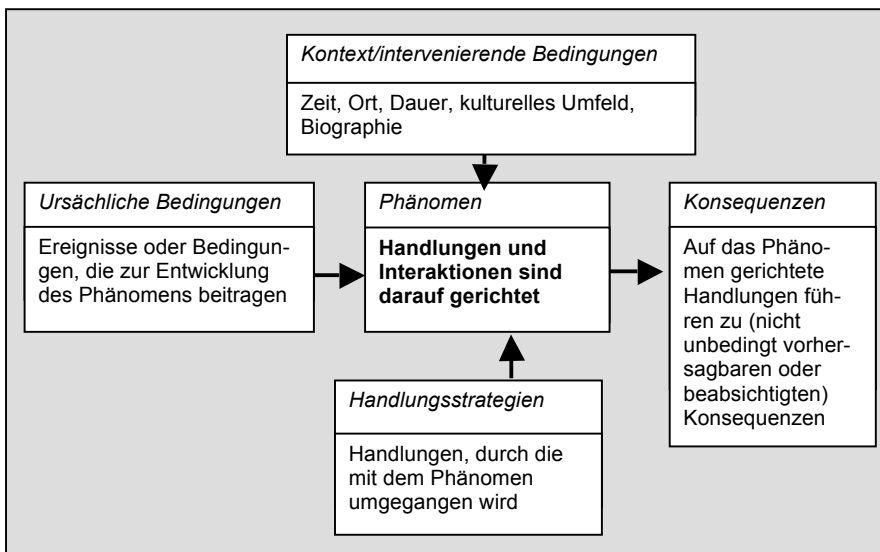 Kontext/intervenierende Bedingungen
Zeit, Ort, Dauer, kulturelles Umfeld,
Biographie
Ursächliche Bedingungen
Ereignisse oder Bedingun-
gen, die zur Entwicklung
des Phänomens beitragen
Phänomen
Handlungen und
Interaktionen sind
darauf gerichtet
Konsequenzen
Auf das Phäno-
men gerichtete
Handlungen füh-
ren zu (nicht
unbedingt vorher-
sagbaren oder
beabsichtigten)
Konsequenzen
Handlungsstrategien
Handlungen, durch die
mit dem Phänomen
umgegangen wird